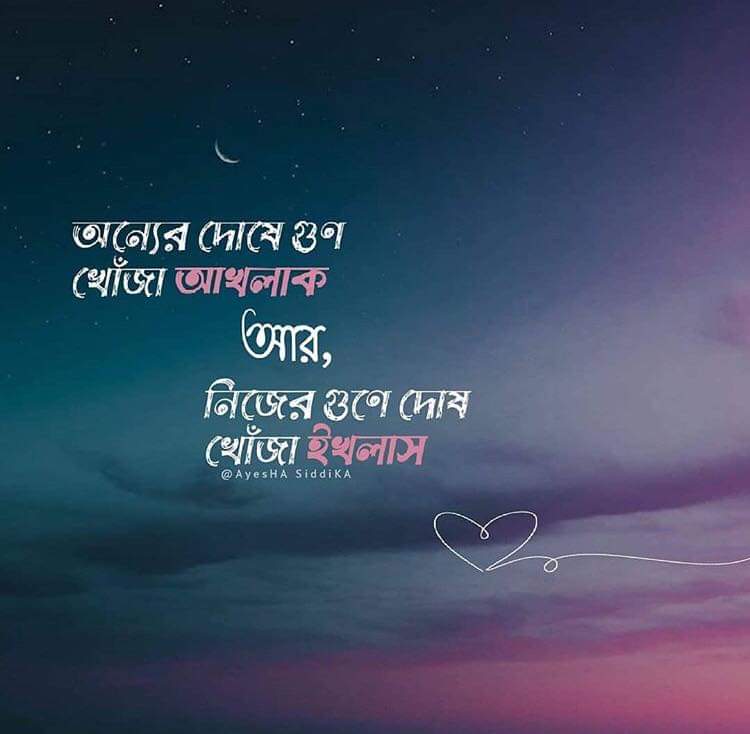 অন্যের দোষে গুণ
খোঁজা আখলাক
আর,
নিজের গুণে দোষ
খোঁজা ইখলাস
@AyesHA SiddiKA